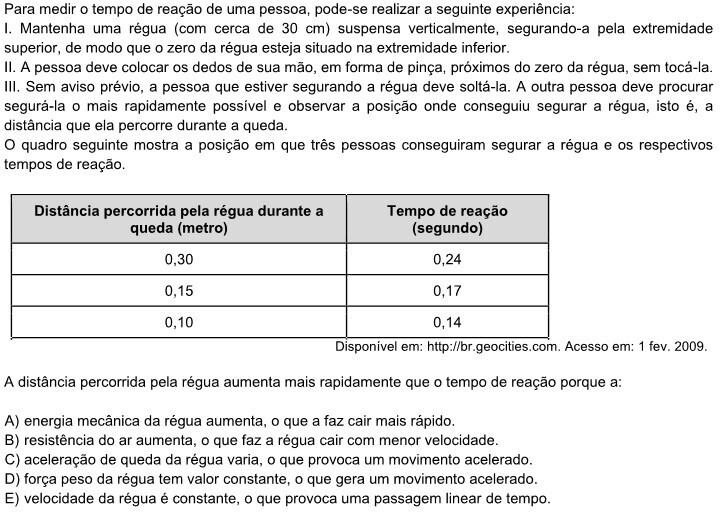 Para medir o tempo de reação de uma pessoa, pode-se realizar a seguinte experiência:
I. Mantenha uma régua (com cerca de 30 cm) suspensa verticalmente, segurando-a pela extremidade
superior, de modo que o zero da régua esteja situado na extremidade inferior.
II. A pessoa deve colocar os dedos de sua mão, em forma de pinça, próximos do zero da régua, sem tocá-la.
III. Sem aviso prévio, a pessoa que estiver segurando a régua deve soltá-la. A outra pessoa deve procurar
segurá-la o mais rapidamente possível e observar a posição onde conseguiu segurar a régua, isto é, a
distância que ela percorre durante a queda.
O quadro seguinte mostra a posição em que três pessoas conseguiram segurar a régua e os respectivos
tempos de reação.
Distância percorrida pela régua durante a
queda (metro)
Tempo de reação
(segundo)
0,30 0,24
0,15 0,17
0,10 0,14
Disponível em: http://br.geocities.com. Acesso em: 1 fev. 2009.
A distância percorrida pela régua aumenta mais rapidamente que o tempo de reação porque a:
A) energia mecânica da régua aumenta, o que a faz cair mais rápido.
B) resistência do ar aumenta, o que faz a régua cair com menor velocidade.
C) aceleração de queda da régua varia, o que provoca um movimento acelerado.
D) força peso da régua tem valor constante, o que gera um movimento acelerado.
E) velocidade da régua é constante, o que provoca uma passagem linear de tempo.